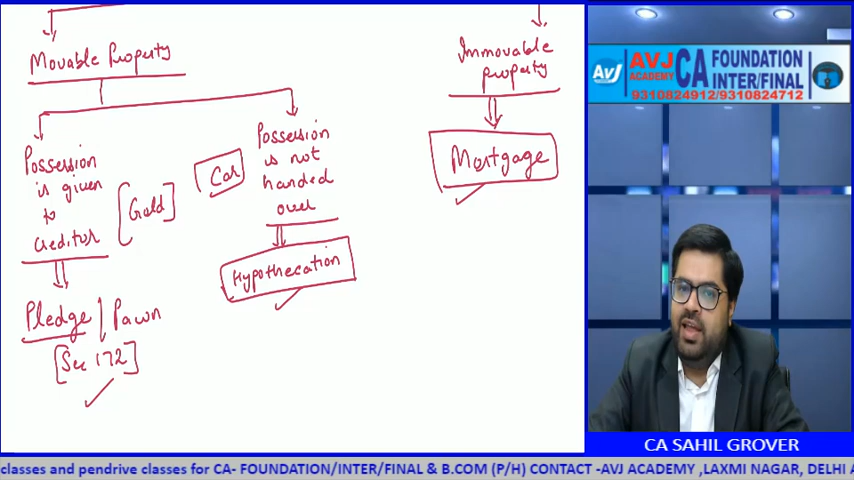 Movable Property
Possession
is given
to
creditor
[Gold]
Pledge | Pawn
[Sec 172]
Car
Possession
is not
handed
over
Hypothecation
Immovable
property
Mortgage
AVJ
AVJ
ACADEMY
CA
FOUNDATION
INTER/FINAL
9310824912/9310824712
CA SAHIL GROVER
classes and pendrive classes for CA- FOUNDATION/INTER/FINAL & B.COM (P/H) CONTACT -AVJ ACADEMY ,LAXMI NAGAR, DELHI